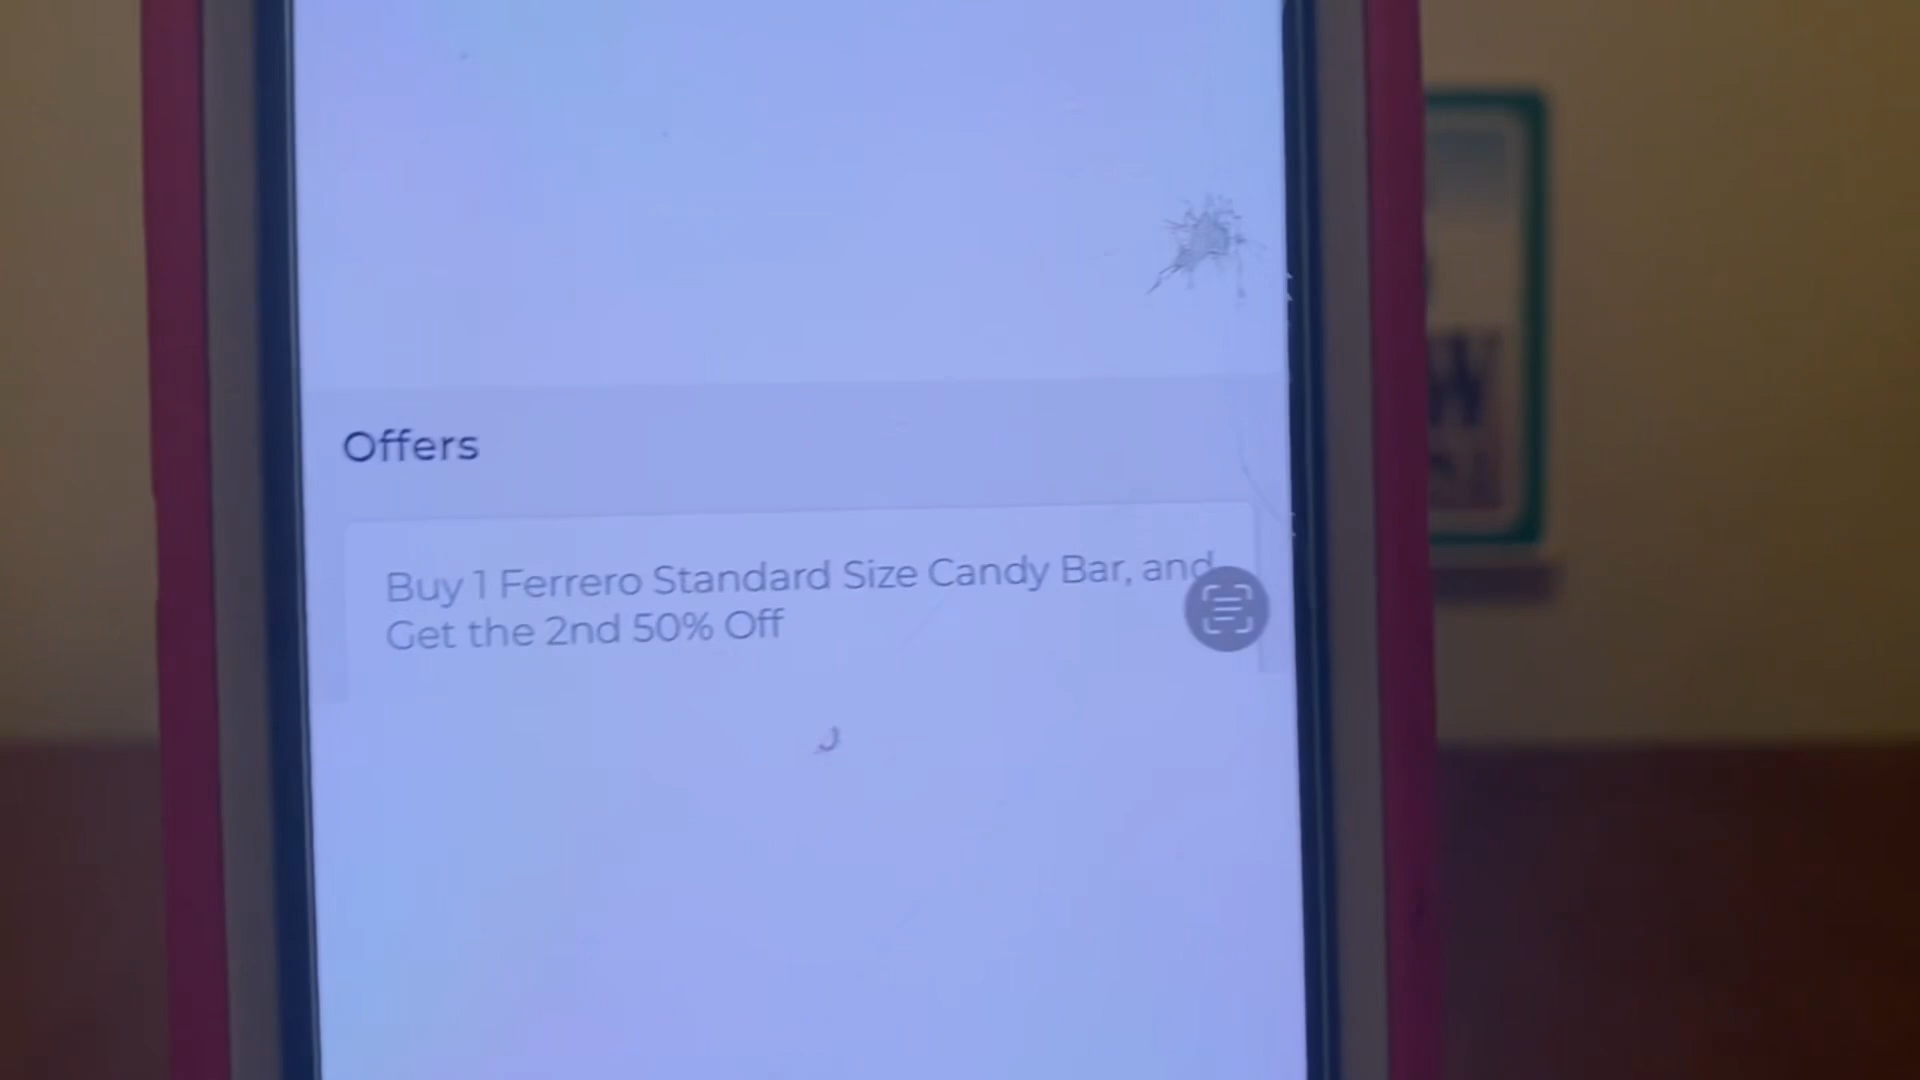 Offers
Buy 1 Ferrero Standard Size Candy Bar, and
Get the 2nd 50% Off